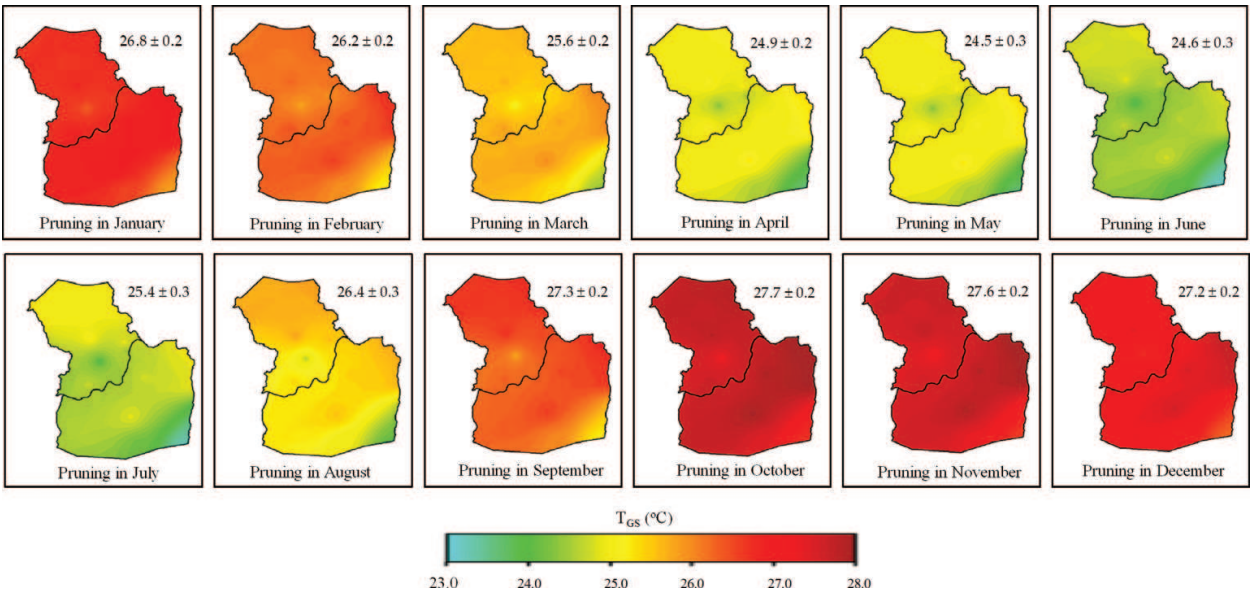 26.8 ± 0.2
Pruning in January
26.2 ± 0.2
Pruning in February
25.6 ± 0.2
Pruning in March
24.9 ± 0.2
Pruning in April
24.5 ± 0.3
Pruning in May
24.6 ± 0.3
Pruning in June
25.4 ± 0.3
Pruning in July
26.4 ± 0.3
Pruning in August
27.3 ± 0.2
Pruning in September
27.7 ± 0.2
Pruning in October
27.6 ± 0.2
Pruning in November
27.2 ± 0.2
Pruning in December
TGS (ºC)
23.0 24.0 25.0 26.0 27.0 28.0